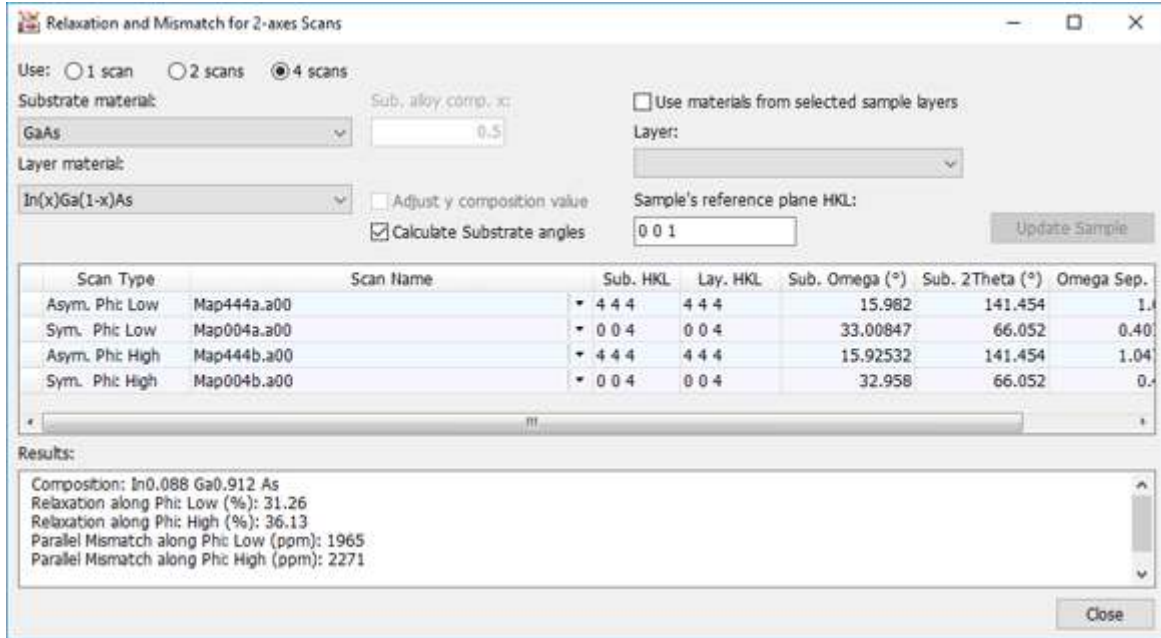 Relaxation and Mismatch for 2-axes Scans
Use: 1 scan 2 scans 4 scans
Substrate material: Sub. alloy comp. x:
Use materials from selected sample layers
GaAs 0.5 Layer:
Layer material:
In(x)Ga(1-x)As Adjust y composition value Sample's reference plane HKL:
Calculate Substrate angles 0 0 1 Update Sample
Scan Type Scan Name Sub. HKL Lay. HKL Sub. Omega (°) Sub. 2Theta (°) Omega Sep.
Asym. Phi: Low Map444a.a00 4 4 4 4 4 4 15.982 141.454 1.
Sym. Phi: Low Map004a.a00 0 0 4 0 0 4 33.00847 66.052 0.40
Asym. Phi: High Map444b.a00 4 4 4 4 4 4 15.92532 141.454 1.04
Sym. Phi: High Map004b.a00 0 0 4 0 0 4 32.958 66.052 0.
Results:
Composition: In0.088 Ga0.912 As
Relaxation along Phi: Low (%): 31.26
Relaxation along Phi: High (%): 36.13
Parallel Mismatch along Phi: Low (ppm): 1965
Parallel Mismatch along Phi: High (ppm): 2271
Close